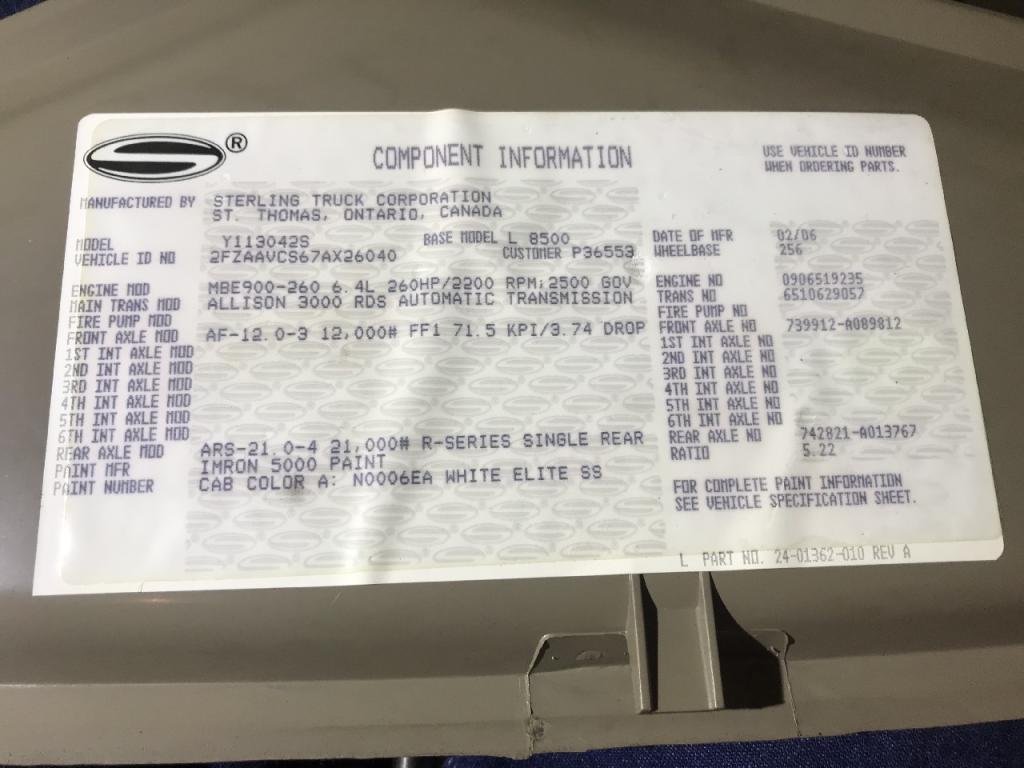 ®
COMPONENT INFORMATION
USE VEHICLE ID NUMBER
WHEN ORDERING PARTS.
MANUFACTURED BY STERLING TRUCK CORPORATION
ST. THOMAS, ONTARIO, CANADA
MODEL Y113042S BASE MODEL L 8500 DATE OF MFR 02/06
VEHICLE ID NO 2FZAAVCS67AX26040 CUSTOMER P36553 WHEELBASE 256
ENGINE MOD MBE900-260 6.4L 260HP/2200 RPM; 2500 GOV ENGINE NO 0906519235
MAIN TRANS MOD ALLISON 3000 RDS AUTOMATIC TRANSMISSION TRANS NO 6510629057
FIRE PUMP MOD FIRE PUMP NO
FRONT AXLE MOD AF-12.0-3 12,000# FF1 71.5 KPI/3.74 DROP FRONT AXLE NO 739912-A089812
1ST INT AXLE MOD 1ST INT AXLE NO
2ND INT AXLE MOD 2ND INT AXLE NO
3RD INT AXLE MOD 3RD INT AXLE NO
4TH INT AXLE MOD 4TH INT AXLE NO
5TH INT AXLE MOD 5TH INT AXLE NO
6TH INT AXLE MOD 6TH INT AXLE NO
REAR AXLE MOD ARS-21.0-4 21,000# R-SERIES SINGLE REAR REAR AXLE NO 742821-A013767
PAINT MFR IMRON 5000 PAINT RATIO 5.22
PAINT NUMBER CAB COLOR A: N0006EA WHITE ELITE SS
FOR COMPLETE PAINT INFORMATION
SEE VEHICLE SPECIFICATION SHEET.
L PART NO. 24-01362-010 REV A